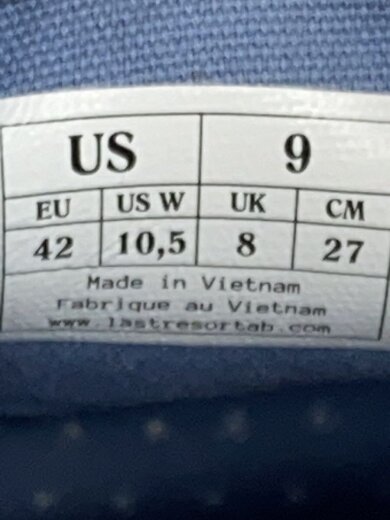 US 9
EU US W UK CM
42 10,5 8 27
Made in Vietnam
Fabrique au Vietnam
www.lastresortab.com